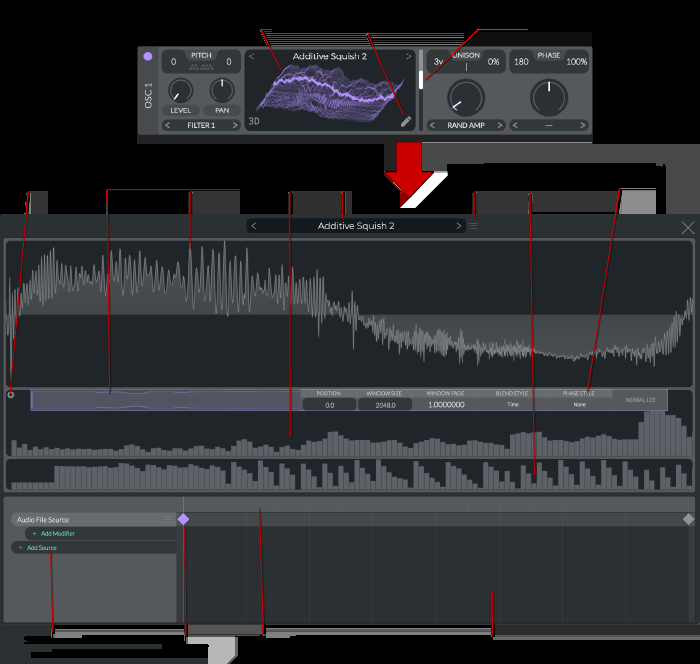 PITCH
0 0
OSC 1
LEVEL PAN
< FILTER 1 >
< Additive Squish 2 >
3D
3v UNISON 0%
< RAND AMP >
180 PHASE 100%
< --- >
< Additive Squish 2 >
POSITION WINDOW SIZE WINDOW FADE BLEND STYLE PHASE STYLE
0.0 2048.0 1.0000000 Time None
NORMALIZE
Audio File Source
+ Add Modifier
+ Add Source